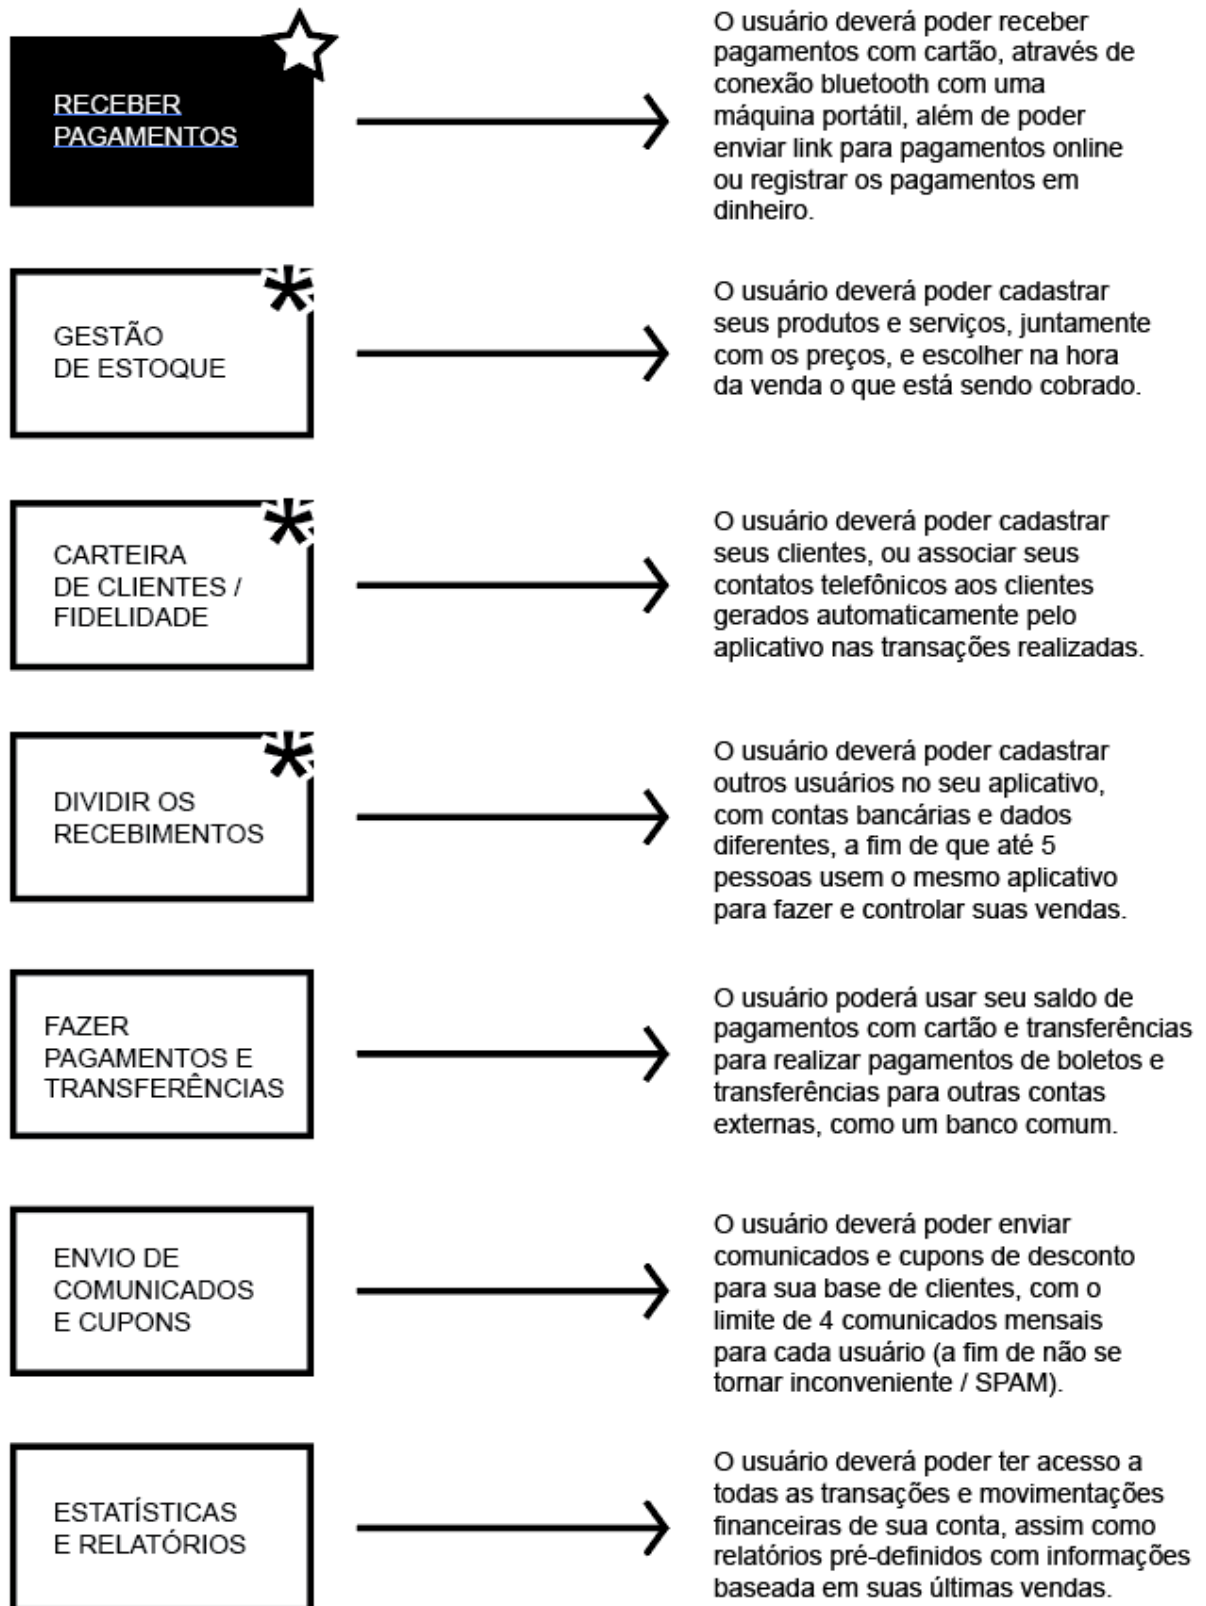 RECEBER
PAGAMENTOS
O usuário deverá poder receber
pagamentos com cartão, através de
conexão bluetooth com uma
máquina portátil, além de poder
enviar link para pagamentos online
ou registrar os pagamentos em
dinheiro.
GESTÃO
DE ESTOQUE
O usuário deverá poder cadastrar
seus produtos e serviços, juntamente
com os preços, e escolher na hora
da venda o que está sendo cobrado.
CARTEIRA
DE CLIENTES /
FIDELIDADE
O usuário deverá poder cadastrar
seus clientes, ou associar seus
contatos telefônicos aos clientes
gerados automaticamente pelo
aplicativo nas transações realizadas.
DIVIDIR OS
RECEBIMENTOS
O usuário deverá poder cadastrar
outros usuários no seu aplicativo,
com contas bancárias e dados
diferentes, a fim de que até 5
pessoas usem o mesmo aplicativo
para fazer e controlar suas vendas.
FAZER
PAGAMENTOS E
TRANSFERÊNCIAS
O usuário poderá usar seu saldo de
pagamentos com cartão e transferências
para realizar pagamentos de boletos e
transferências para outras contas
externas, como um banco comum.
ENVIO DE
COMUNICADOS
E CUPONS
O usuário deverá poder enviar
comunicados e cupons de desconto
para sua base de clientes, com o
limite de 4 comunicados mensais
para cada usuário (a fim de não se
tornar inconveniente / SPAM).
ESTATÍSTICAS
E RELATÓRIOS
O usuário deverá poder ter acesso a
todas as transações e movimentações
financeiras de sua conta, assim como
relatórios pré-definidos com informações
baseada em suas últimas vendas.